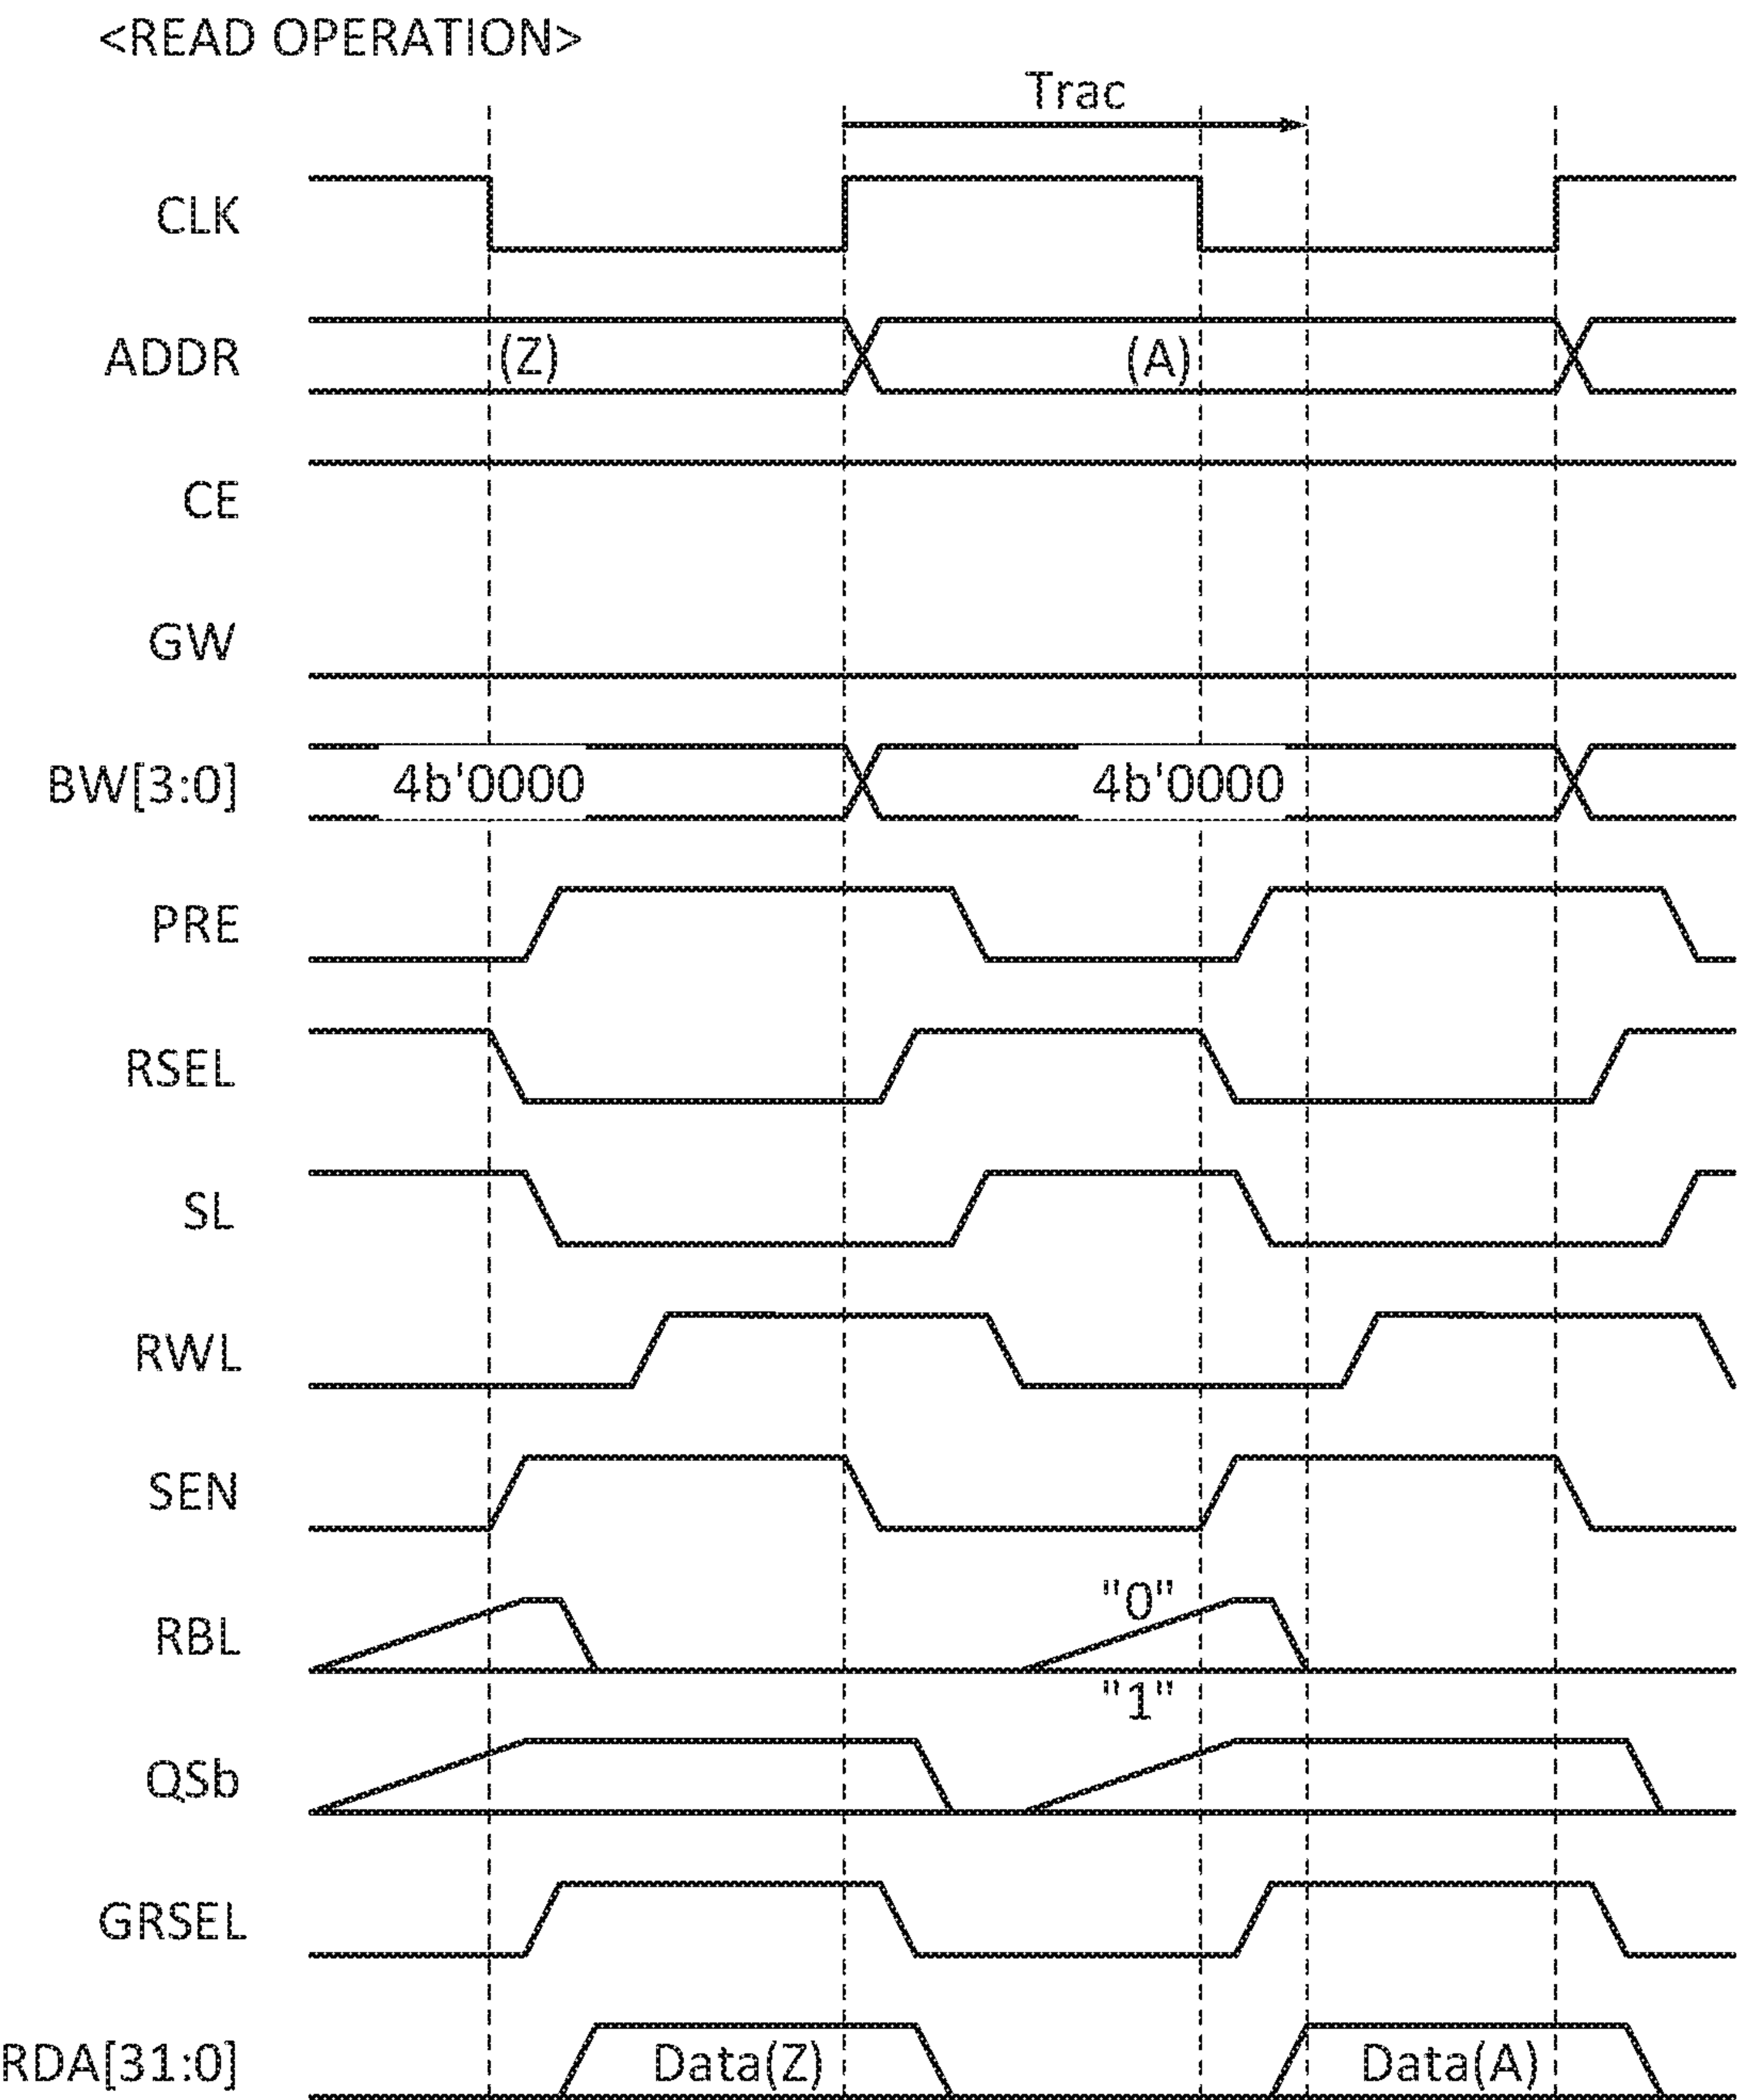 <READ OPERATION>
Trac
CLK
ADDR (Z) (A)
CE
GW
BW[3:0] 4b'0000 4b'0000
PRE
RSEL
SL
RWL
SEN
"0"
RBL
"1"
QSb
GRSEL
RDA[31:0] Data(Z) Data(A)